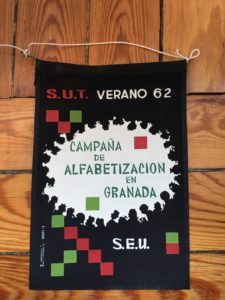 S.U.T. VERANO 62
CAMPAÑA
DE
ALFABETIZACION
EN
GRANADA
S.E.U.